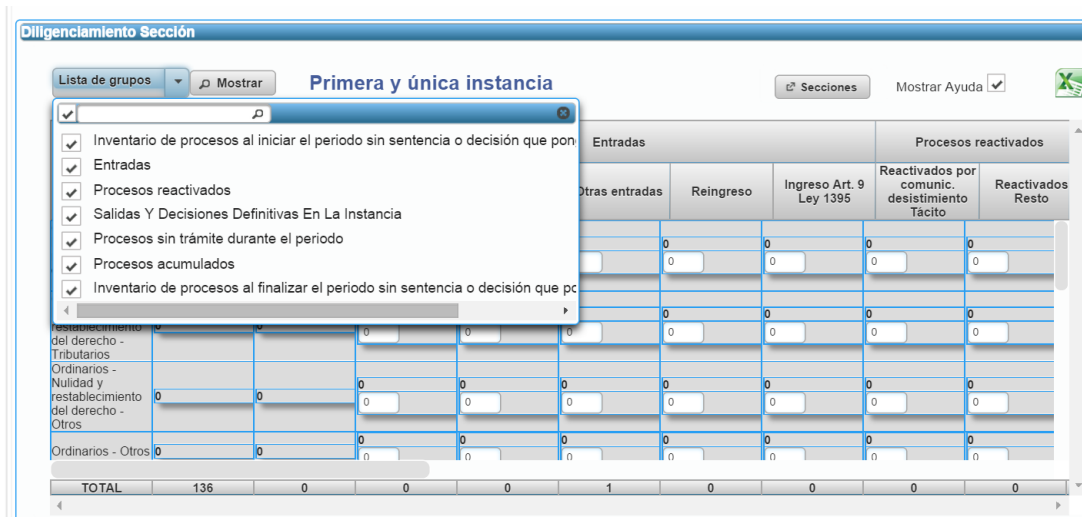 Diligenciamiento Sección
Lista de grupos
Mostrar
Primera y única instancia
Secciones
Mostrar Ayuda
Inventario de procesos al iniciar el periodo sin sentencia o decisión que pon
Entradas
Procesos reactivados
Salidas Y Decisiones Definitivas En La Instancia
Procesos sin trámite durante el periodo
Procesos acumulados
Inventario de procesos al finalizar el periodo sin sentencia o decisión que po
Entradas
Procesos reactivados
Otras entradas
Reingreso
Ingreso Art. 9
Ley 1395
Reactivados por
comunic.
desistimiento
Tácito
Reactivados
Resto
0 0 0 0
0 0 0
0 0 0 0
restablecimiento
del derecho -
Tributarios
0 0 0 0 0 0 0 0 0
Ordinarios -
Nulidad y
restablecimiento
del derecho -
Otros
0 0
0 0 0 0 0 0 0
0 0 0 0 0 0 0
Ordinarios - Otros
0 0
0 0 0 0 0 0 0
0 0 0 0 0 0 0
TOTAL 136 0 0 0 1 0 0 0 0